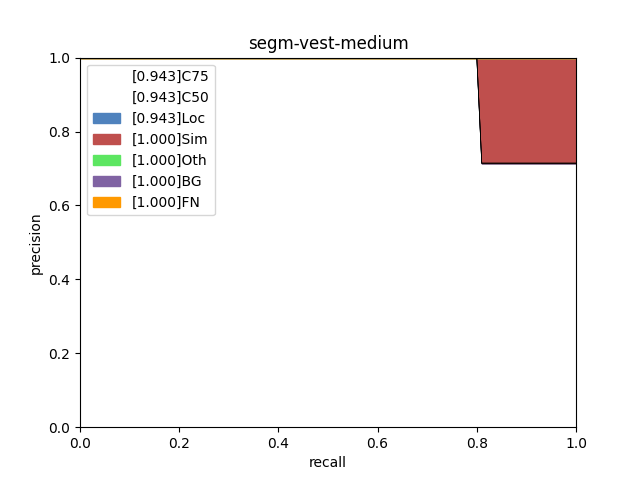 segm-vest-medium
[0.943]C75
[0.943]C50
[0.943]Loc
[1.000]Sim
[1.000]Oth
[1.000]BG
[1.000]FN
precision
1.0
0.8
0.6
0.4
0.2
0.0
0.0 0.2 0.4 0.6 0.8 1.0
recall